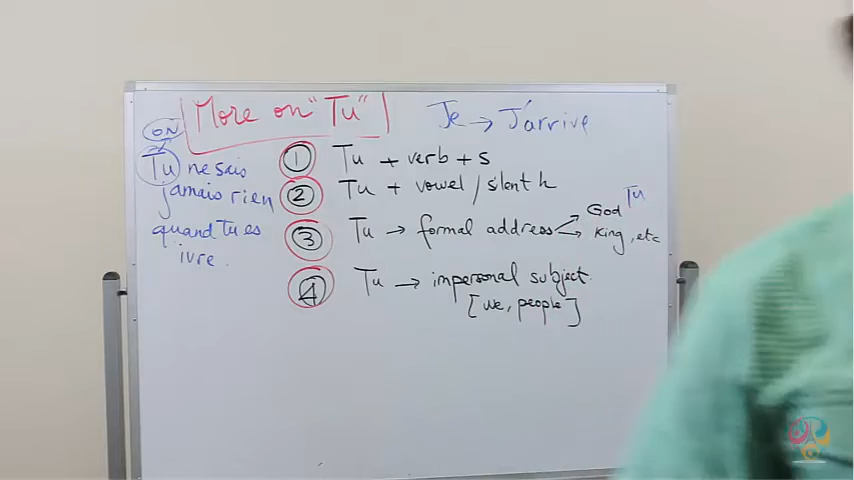 More on "Tu"
Je → J'arrive
ON
Tu ne sais
jamais rien
quand Tu es
ivre.
① Tu + verb + s
② Tu + vowel / silent h
③ Tu → formal address → God Tu
→ King, etc
④ Tu → impersonal subject.
[we, people]